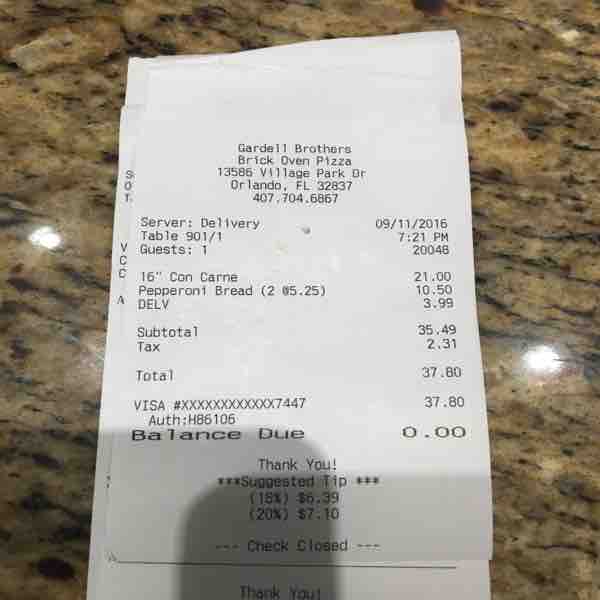 Gardell Brothers
Brick Oven Pizza
13586 Village Park Dr
Orlando, FL 32837
407.704.6867
Server: Delivery 09/11/2016
Table 901/1 7:21 PM
Guests: 1 20048
16" Con Carne 21.00
Pepperoni Bread (2 @5.25) 10.50
DELV 3.99
Subtotal 35.49
Tax 2.31
Total 37.80
VISA #XXXXXXXXXXXX7447 37.80
Auth;H86106
Balance Due 0.00
Thank You!
***Suggested Tip ***
(18%) $6.39
(20%) $7.10
--- Check Closed ---
Thank You!